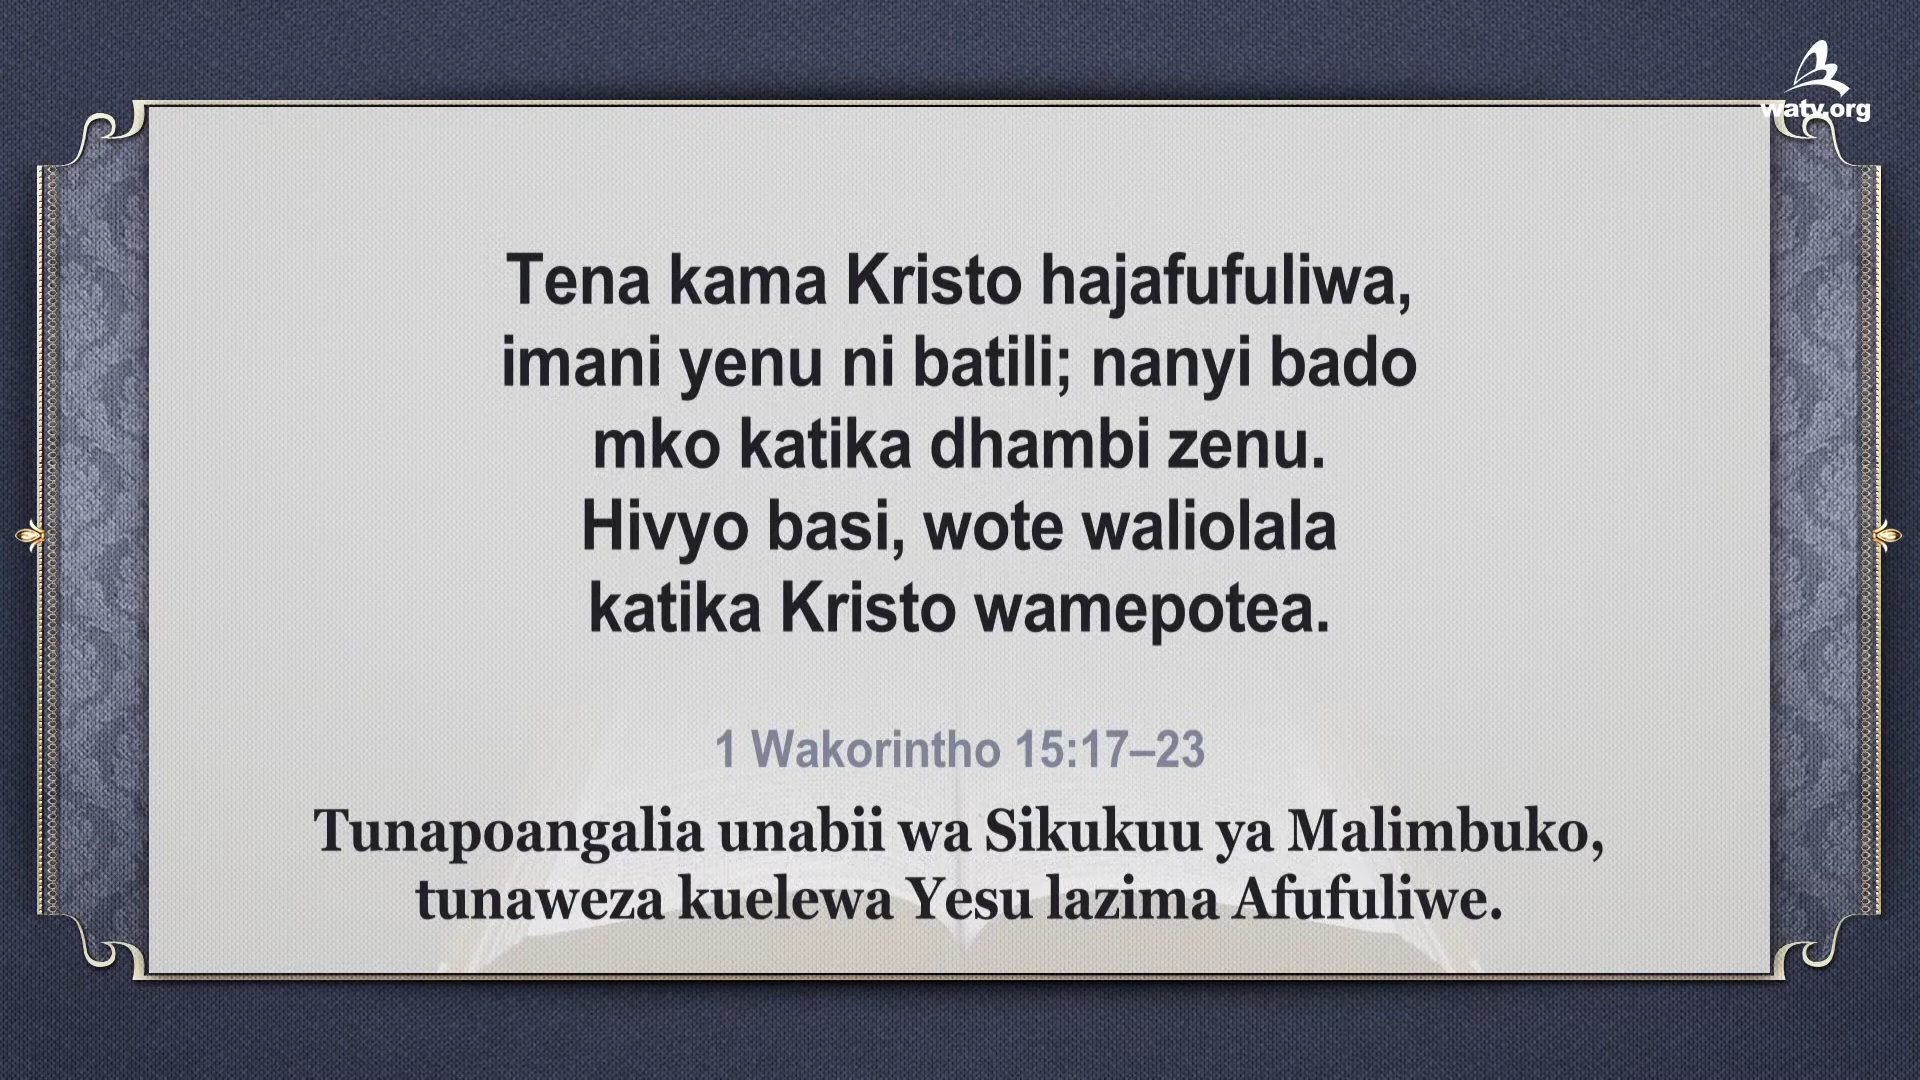 watv.org
Tena kama Kristo hajafufuliwa,
imani yenu ni batili; nanyi bado
mko katika dhambi zenu.
Hivyo basi, wote waliolala
katika Kristo wamepotea.
1 Wakorintho 15:17–23
Tunapoangalia unabii wa Sikukuu ya Malimbuko,
tunaweza kuelewa Yesu lazima Afufuliwe.